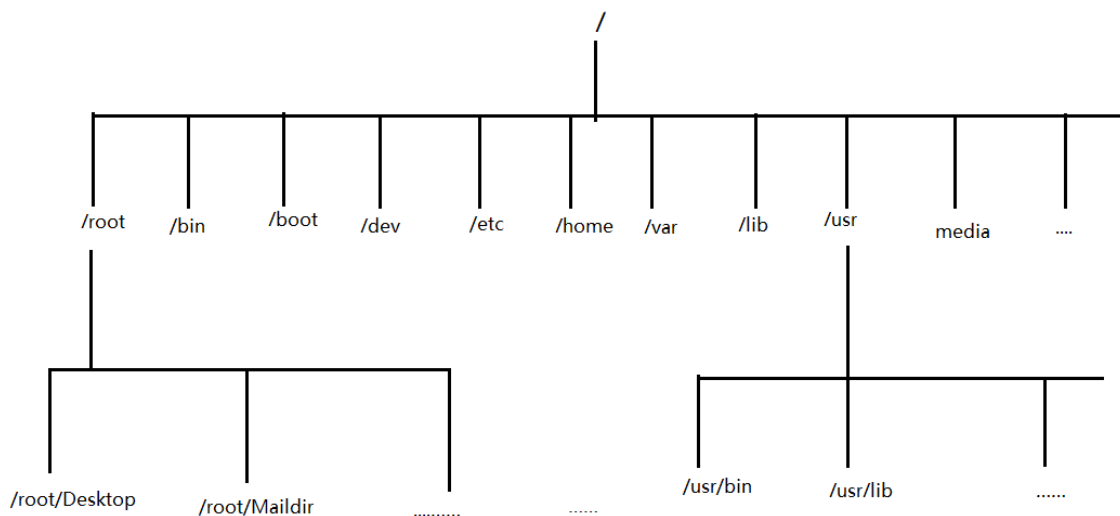 /
/root
/bin
/boot
/dev
/etc
/home
/var
/lib
/usr
media
....
/root/Desktop
/root/Maildir
..........
......
/usr/bin
/usr/lib
......